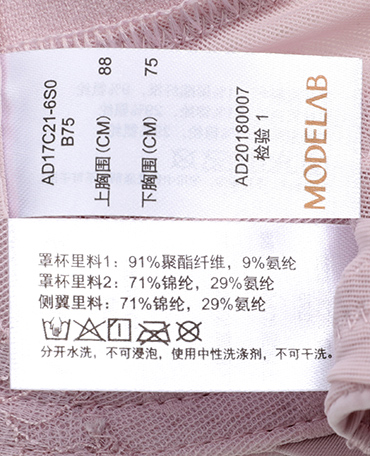 AD17C21-6S0
B75
上胸围(CM) 88
下胸围(CM) 75
AD20180007
检验 1
MODELAB
罩杯里料1：91%聚酯纤维，9%氨纶
罩杯里料2：71%锦纶，29%氨纶
侧翼里料：71%锦纶，29%氨纶
分开水洗，不可浸泡，使用中性洗涤剂，不可干洗。